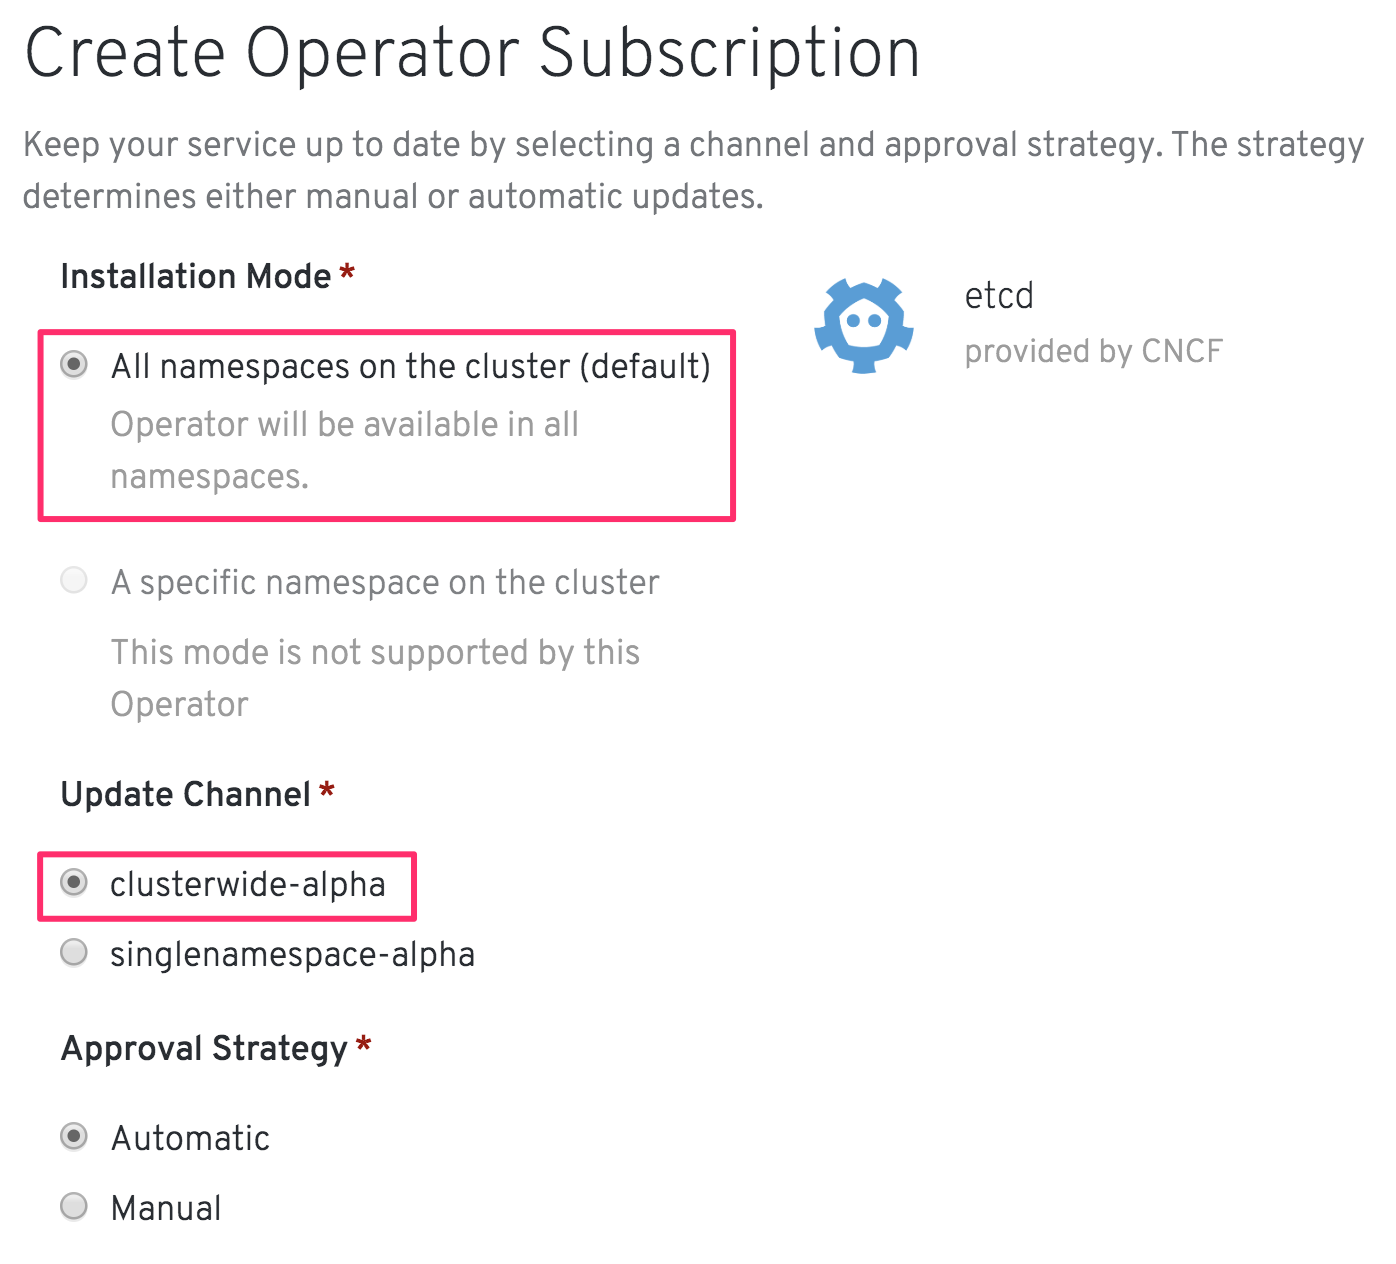 Create Operator Subscription
Keep your service up to date by selecting a channel and approval strategy. The strategy
determines either manual or automatic updates.
Installation Mode *
All namespaces on the cluster (default)
Operator will be available in all
namespaces.
A specific namespace on the cluster
This mode is not supported by this
Operator
etcd
provided by CNCF
Update Channel *
clusterwide-alpha
singlenamespace-alpha
Approval Strategy *
Automatic
Manual